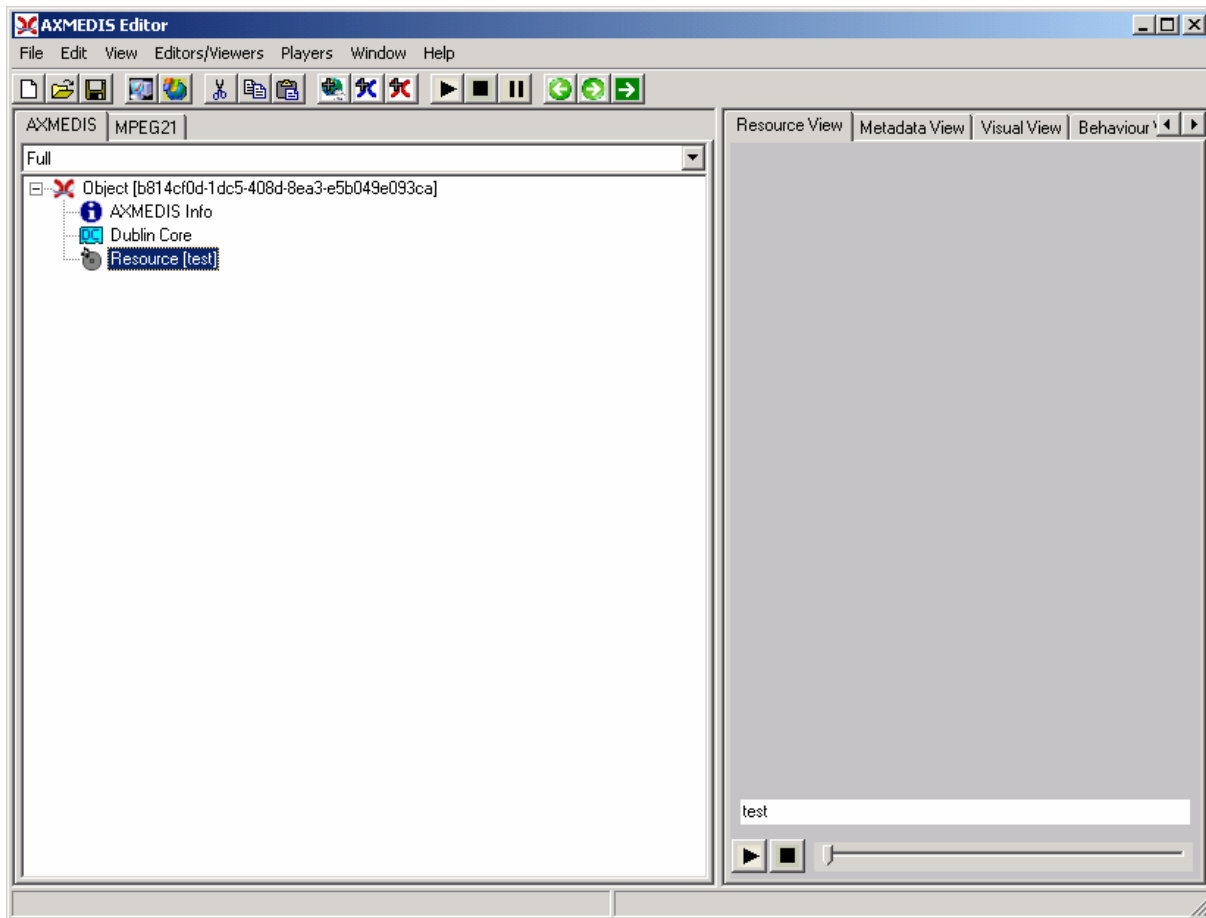 AXMEDIS Editor
File Edit View Editors/Viewers Players Window Help
AXMEDIS MPEG21
Full
Object [b814cf0d-1dc5-408d-8ea3-e5b049e093ca]
AXMEDIS Info
DC Dublin Core
Resource [test]
Resource View Metadata View Visual View Behaviour
test